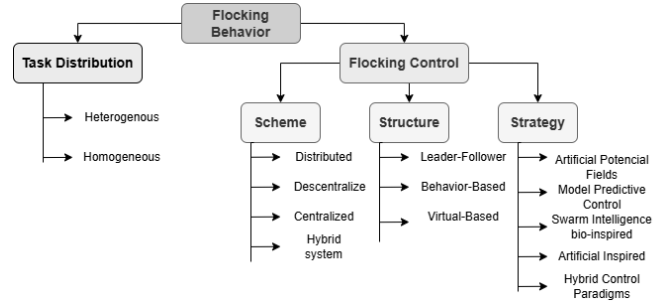 Flocking
Behavior
Task Distribution
Flocking Control
Heterogenous
Homogeneous
Scheme
Structure
Strategy
Distributed
Descentralize
Centralized
Hybrid
system
Leader-Follower
Behavior-Based
Virtual-Based
Artificial Potencial
Fields
Model Predictive
Control
Swarm Intelligence
bio-inspired
Artificial Inspired
Hybrid Control
Paradigms